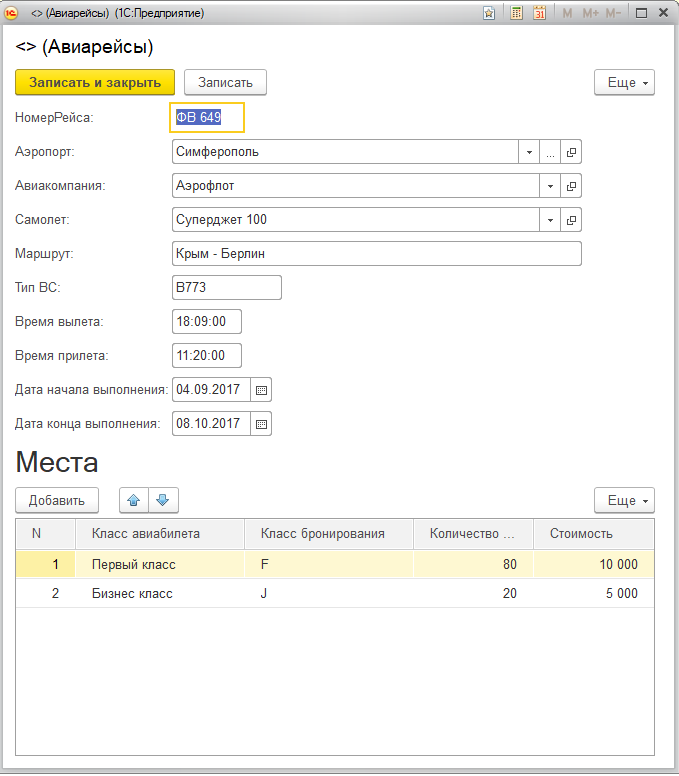 <> (Авиарейсы) (1С:Предприятие) M M+ M-
<> (Авиарейсы)
Записать и закрыть Записать Еще
НомерРейса: ФВ 649
Аэропорт: Симферополь ...
Авиакомпания: Аэрофлот
Самолет: Суперджет 100
Маршрут: Крым - Берлин
Тип ВС: B773
Время вылета: 18:09:00
Время прилета: 11:20:00
Дата начала выполнения: 04.09.2017
Дата конца выполнения: 08.10.2017
Места
Добавить Еще
N Класс авиабилета Класс бронирования Количество ... Стоимость
1 Первый класс F 80 10 000
2 Бизнес класс J 20 5 000